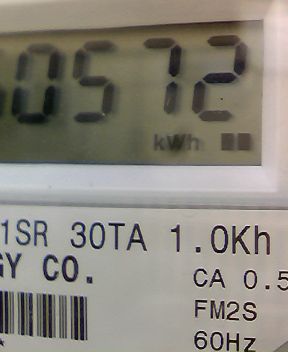 0572
kWh
1SR 30TA 1.0Kh
GY CO.
CA 0.5
FM2S
60Hz